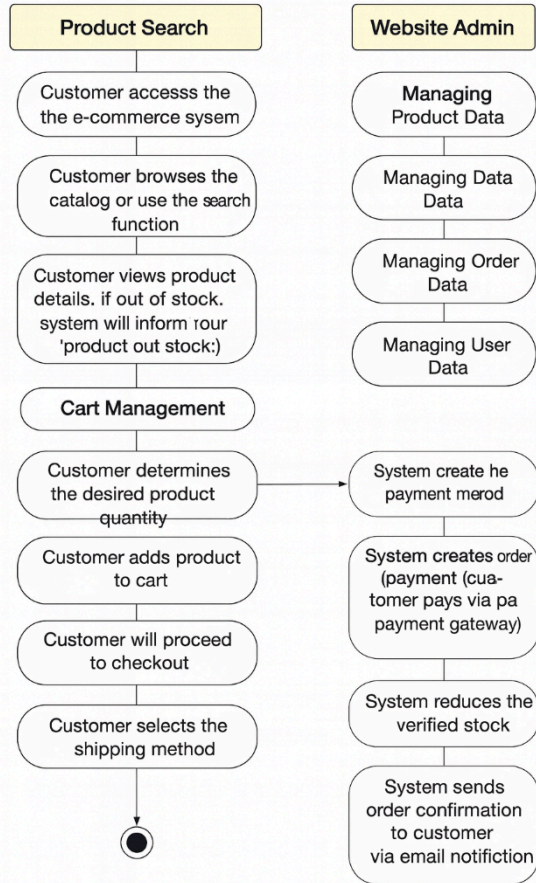 Product Search
Customer accesss the
the e-commerce sysem
Customer browses the
catalog or use the search
function
Customer views product
details. if out of stock.
system will inform rour
'product out stock:)
Cart Management
Customer determines
the desired product
quantity
Customer adds product
to cart
Customer will proceed
to checkout
Customer selects the
shipping method
Website Admin
Managing
Product Data
Managing Data
Data
Managing Order
Data
Managing User
Data
System create he
payment merod
System creates order
(payment (cua-
tomer pays via pa
payment gateway)
System reduces the
verified stock
System sends
order confirmation
to customer
via email notifiction